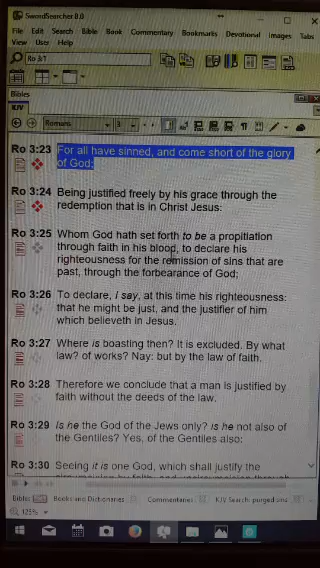 SwordSearcher 8.0
File Edit Search Bible Book Commentary Bookmarks Devotional Images Tabs
View User Help
Ro 3:1
Bibles
KJV
Romans 3
Ro 3:23 For all have sinned, and come short of the glory
of God;
Ro 3:24 Being justified freely by his grace through the
redemption that is in Christ Jesus:
Ro 3:25 Whom God hath set forth to be a propitiation
through faith in his blood, to declare his
righteousness for the remission of sins that are
past, through the forbearance of God;
Ro 3:26 To declare, I say, at this time his righteousness:
that he might be just, and the justifier of him
which believeth in Jesus.
Ro 3:27 Where is boasting then? It is excluded. By what
law? of works? Nay: but by the law of faith.
Ro 3:28 Therefore we conclude that a man is justified by
faith without the deeds of the law.
Ro 3:29 Is he the God of the Jews only? is he not also of
the Gentiles? Yes, of the Gentiles also:
Ro 3:30 Seeing it is one God, which shall justify the
circumcision by faith, and uncircumcision through
Bibles Books and Dictionaries Commentaries KJV Search: purged sins
125%